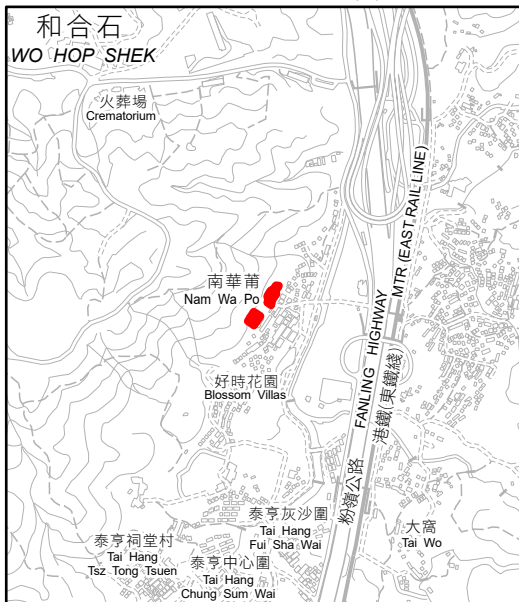 和合石
WO HOP SHEK
火葬場
Crematorium
南華莆
Nam Wa Po
好時花園
Blossom Villas
粉嶺公路 FANLING HIGHWAY
港鐵(東鐵綫) MTR (EAST RAIL LINE)
泰亨灰沙圍
Tai Hang
Fui Sha Wai
大窩
Tai Wo
泰亨祠堂村
Tai Hang
Tsz Tong Tsuen
泰亨中心圍
Tai Hang
Chung Sum Wai